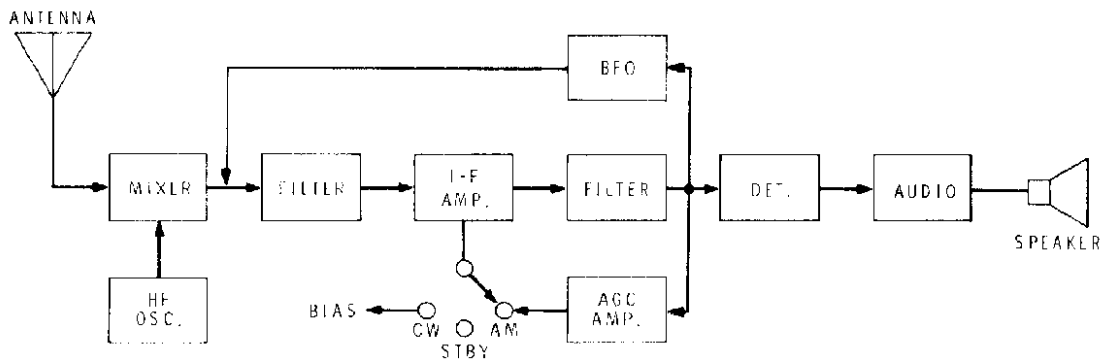 ANTENNA
BFO
MIXER
FILTER
I-F
AMP.
FILTER
DET.
AUDIO
SPEAKER
HF
OSC.
BIAS
CW
AM
STBY
AGC
AMP.